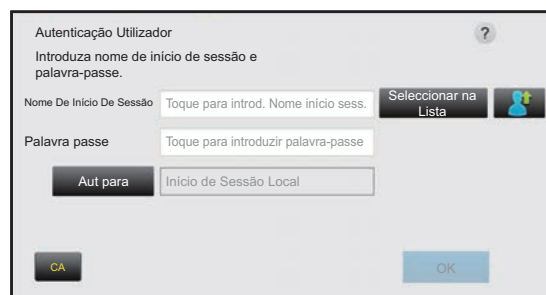 Autenticação Utilizador
?
Introduza nome de início de sessão e
palavra-passe.
Nome De Início De Sessão
Toque para introd. Nome início sess.
Seleccionar na
Lista
Palavra passe
Toque para introduzir palavra-passe
Aut para
Início de Sessão Local
CA
OK